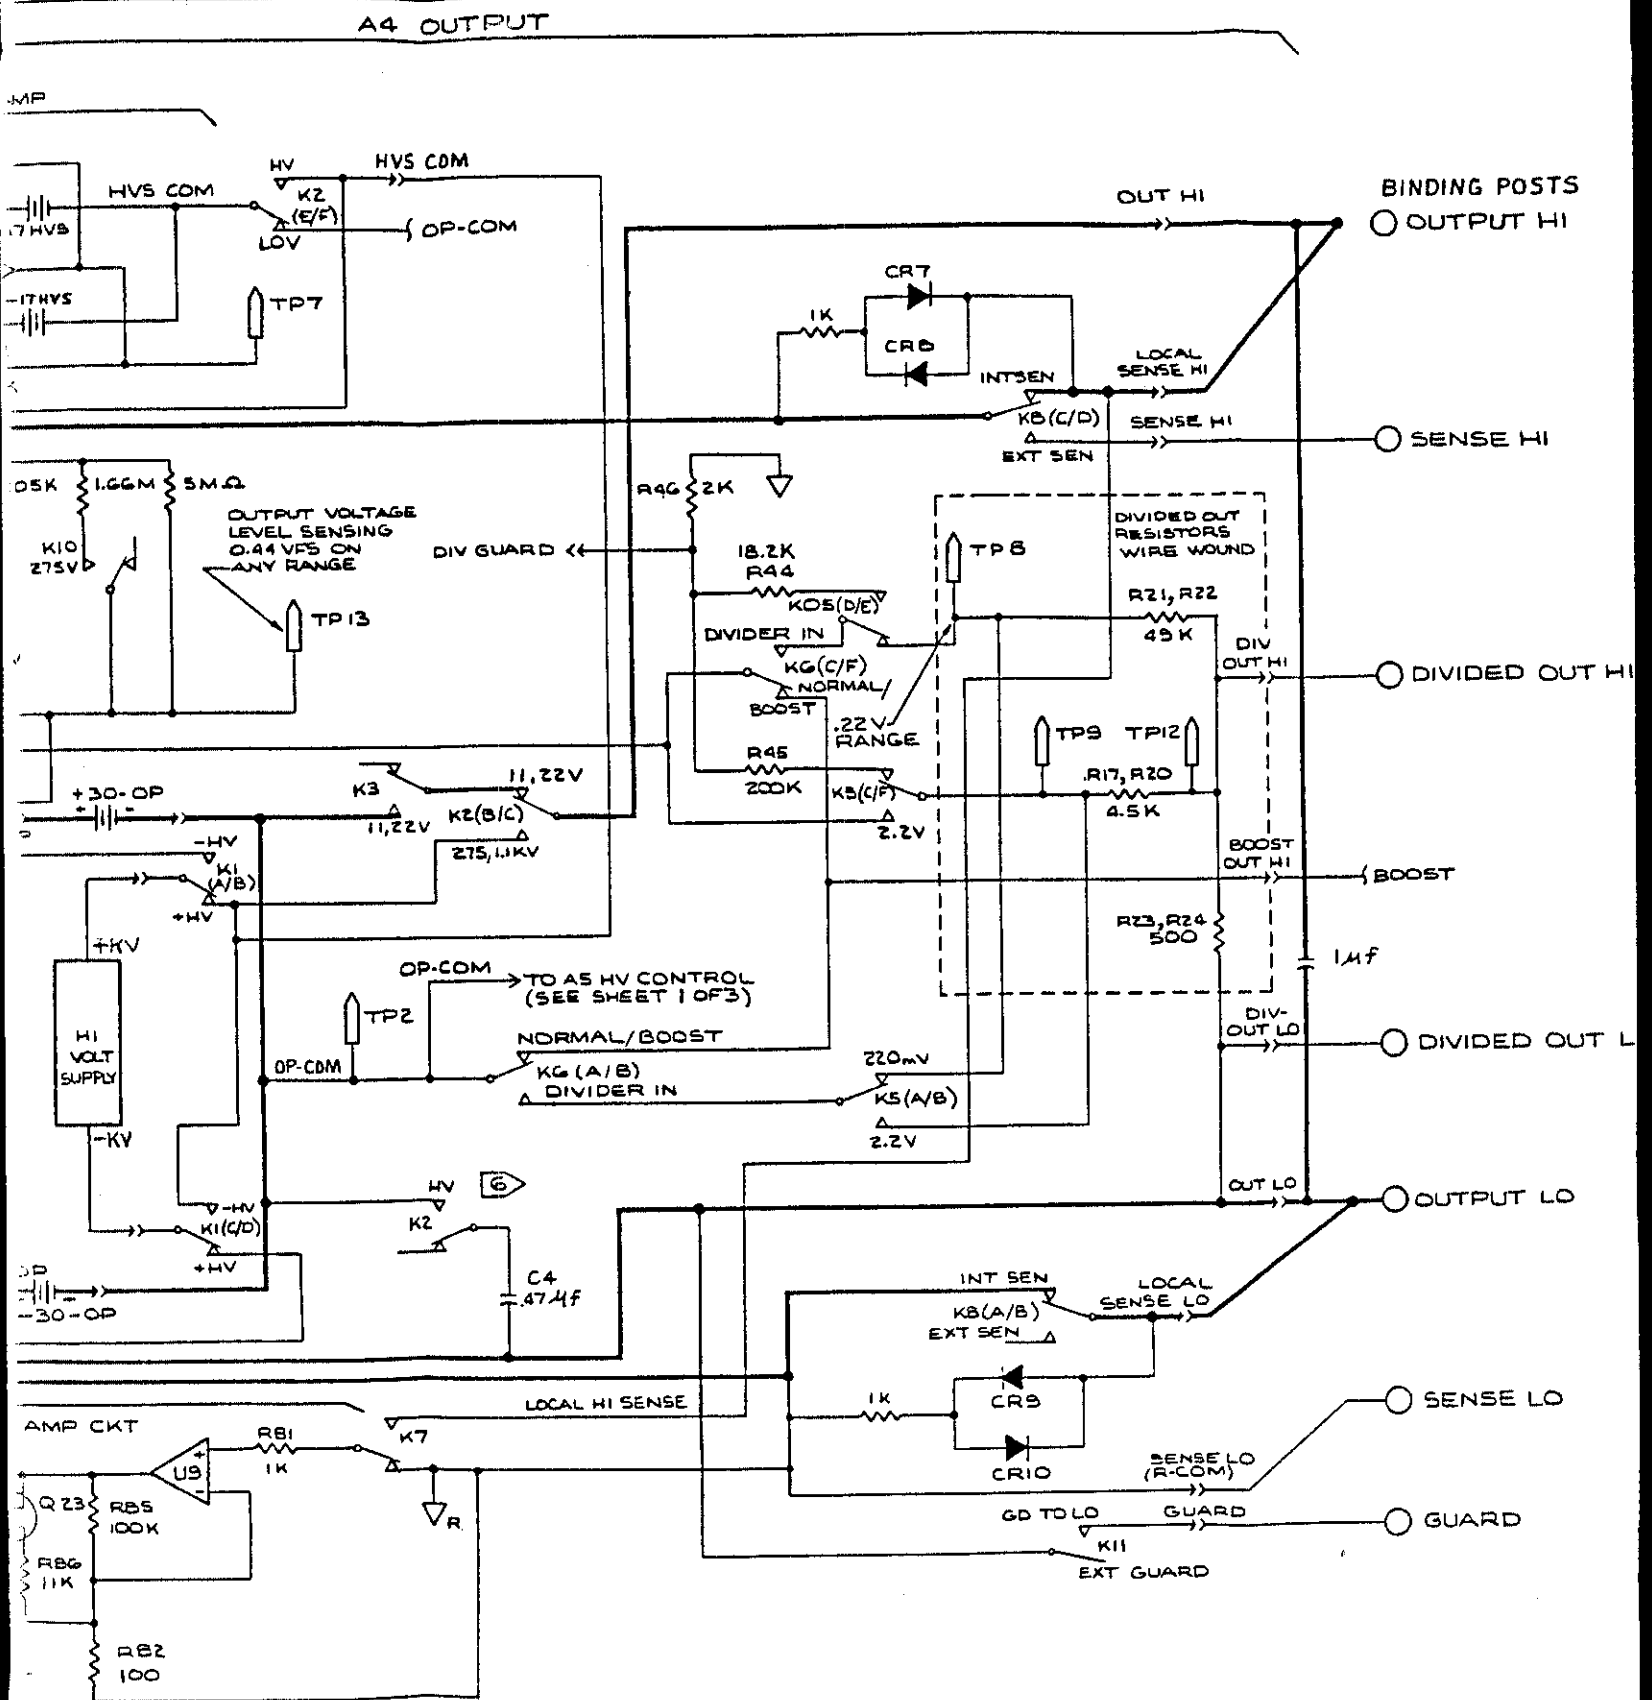 A4 OUTPUT
HV
HVS COM
HVS COM
K2
(E/F)
LOV
OP-COM
-17HVS
TP7
OUT HI
BINDING POSTS
OUTPUT HI
CR7
1K
CR8
INTSEN
LOCAL
SENSE HI
K8(C/D)
SENSE HI
EXT SEN
SENSE HI
1.66M
5MΩ
R46
2K
OUTPUT VOLTAGE
LEVEL SENSING
0.44 VFS ON
ANY RANGE
K10
275V
TP13
DIV GUARD
18.2K
R44
K05(D/E)
DIVIDED OUT
RESISTORS
WIRE WOUND
TP8
R21, R22
49K
DIVIDER IN
K6(C/F)
NORMAL/
BOOST
.22V
RANGE
DIV
OUT HI
DIVIDED OUT HI
TP9
TP12
R45
200K
K5(C/F)
2.2V
R17, R20
4.5K
K3
11,22V
11,22V
K2(B/C)
275,1.1KV
+30-OP
+
-
-HV
K1
(A/B)
+HV
BOOST
OUT HI
BOOST
R23, R24
500
1µf
+KV
HI
VOLT
SUPPLY
-KV
OP-COM
TO A5 HV CONTROL
(SEE SHEET 1 OF3)
TP2
NORMAL/BOOST
OP-COM
K6(A/B)
DIVIDER IN
220mV
K5(A/B)
2.2V
DIV-
OUT LO
DIVIDED OUT L
HV
6
K2
-HV
K1(C/D)
+HV
OUT LO
OUTPUT LO
C4
.47µf
-30-OP
INT SEN
K8(A/B)
EXT SEN
LOCAL
SENSE LO
CR9
1K
CR10
LOCAL HI SENSE
K7
AMP CKT
R81
1K
U9
+
-
Q23
R85
100K
R86
11K
R82
100
R
SENSE LO
(R-COM)
SENSE LO
GD TO LO
GUARD
K11
EXT GUARD
GUARD